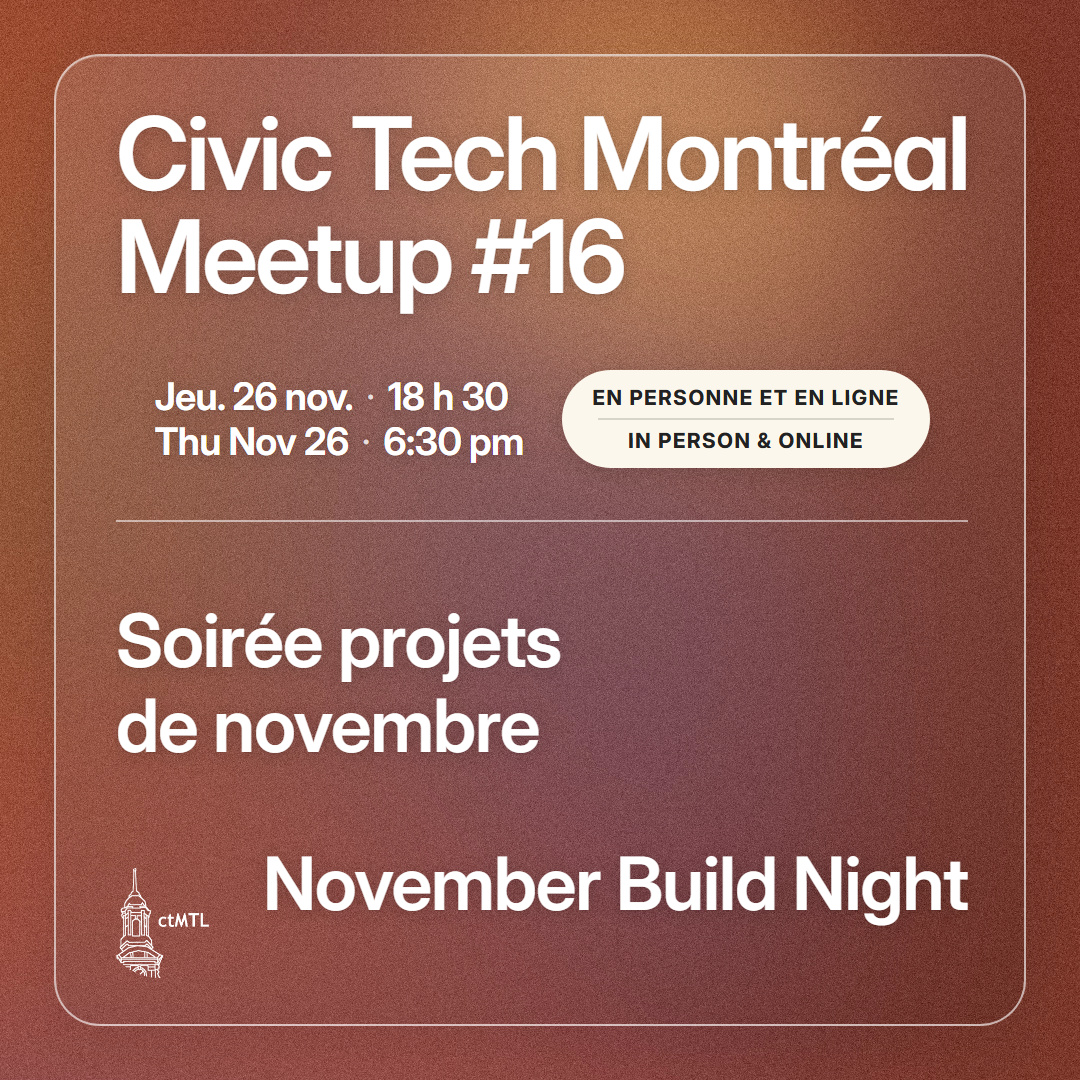 Civic Tech Montréal
Meetup #16
Jeu. 26 nov. · 18 h 30
Thu Nov 26 · 6:30 pm
EN PERSONNE ET EN LIGNE
IN PERSON & ONLINE
Soirée projets
de novembre
November Build Night
ctMTL